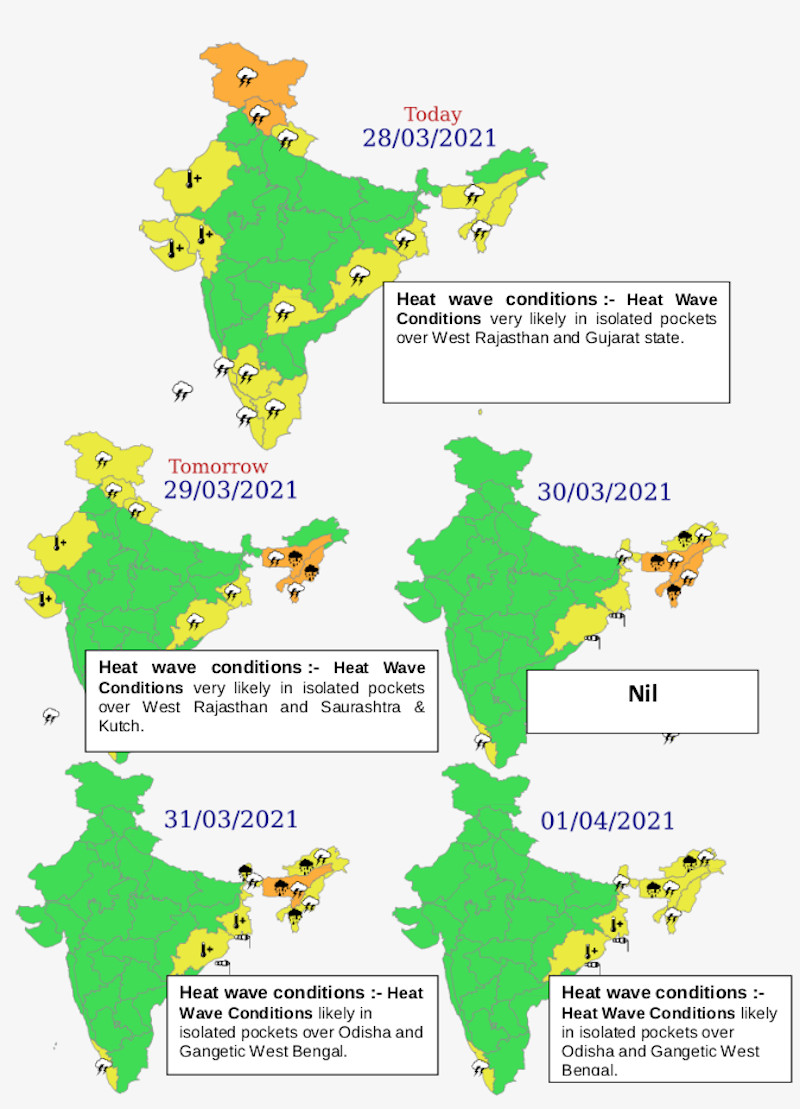 Today
28/03/2021
Heat wave conditions :- Heat Wave
Conditions very likely in isolated pockets
over West Rajasthan and Gujarat state.
Tomorrow
29/03/2021
Heat wave conditions :- Heat Wave
Conditions very likely in isolated pockets
over West Rajasthan and Saurashtra &
Kutch.
30/03/2021
Nil
31/03/2021
Heat wave conditions :- Heat
Wave Conditions likely in
isolated pockets over Odisha and
Gangetic West Bengal.
01/04/2021
Heat wave conditions :-
Heat Wave Conditions likely
in isolated pockets over
Odisha and Gangetic West
Bengal.